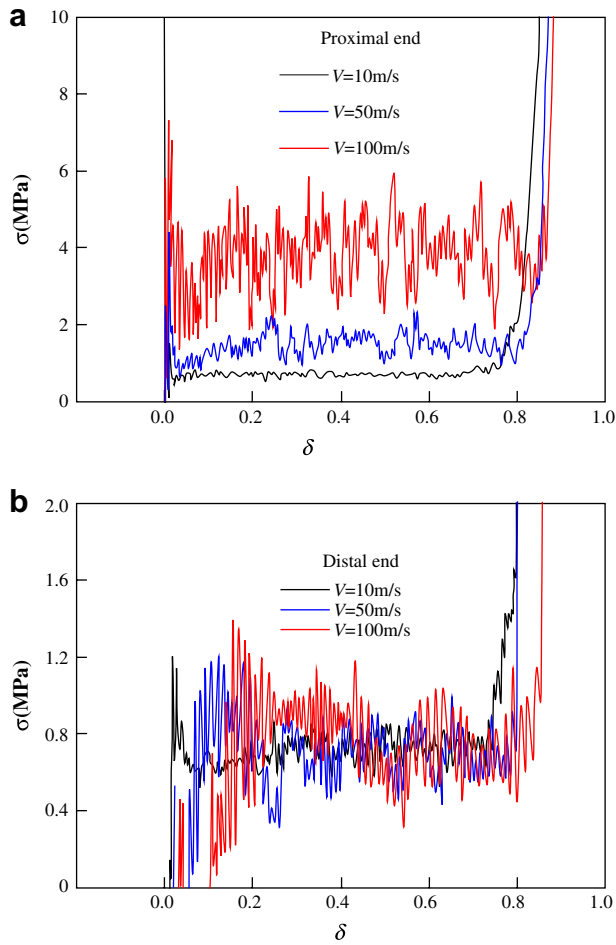 a
10
8
6
4
2
0
σ(MPa)
Proximal end
V=10m/s
V=50m/s
V=100m/s
0.0 0.2 0.4 0.6 0.8 1.0
δ
b
2.0
1.6
1.2
0.8
0.4
0
σ(MPa)
Distal end
V=10m/s
V=50m/s
V=100m/s
0.0 0.2 0.4 0.6 0.8 1.0
δ